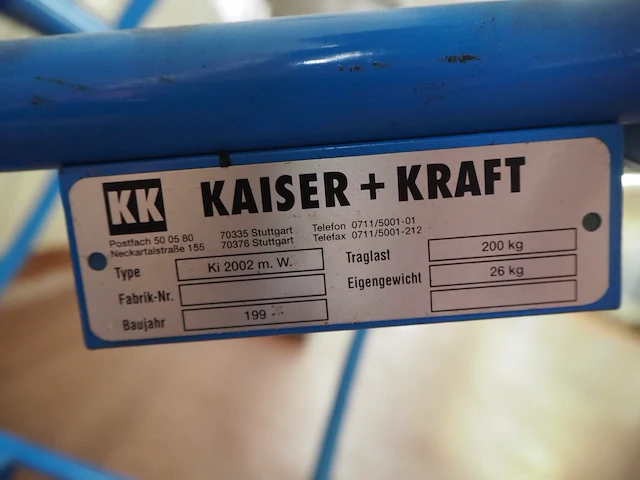 KK KAISER + KRAFT
Postfach 50 05 80 70335 Stuttgart Telefon 0711/5001-01
Neckartalstraße 155 70376 Stuttgart Telefax 0711/5001-212
Type Ki 2002 m. W. Traglast 200 kg
Fabrik-Nr. Eigengewicht 26 kg
Baujahr 199 -